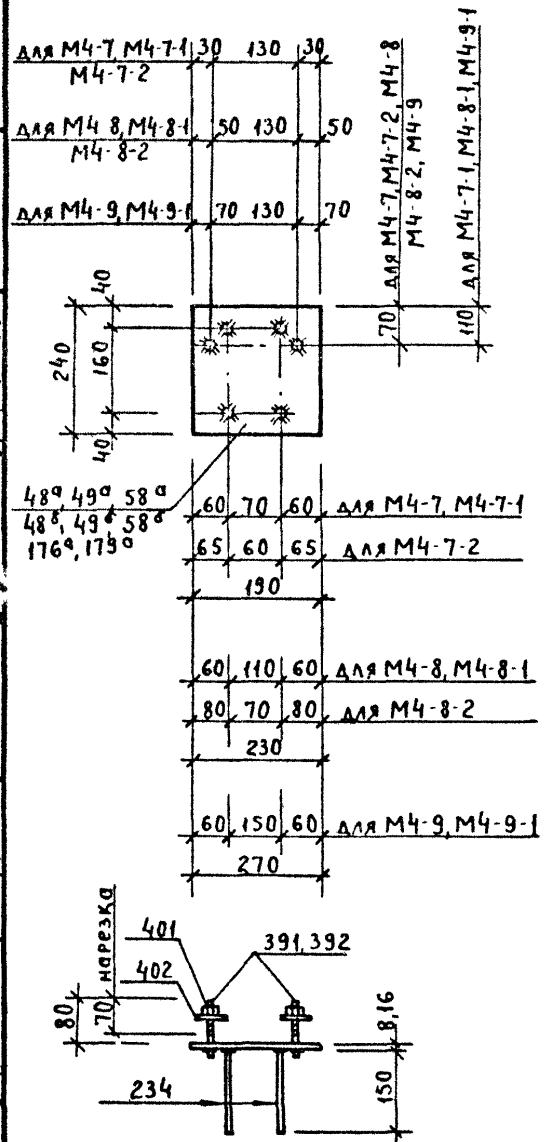 для М4-7, М4-7-1 30 130 30
М4-7-2
для М4 8, М4-8-1 50 130 50
М4-8-2
для М4-9, М4-9-1 70 130 70
70 для М4-7, М4-7-2, М4-8
М4-8-2, М4-9
110 для М4-7-1, М4-8-1, М4-9-1
40
240 160
40
48а, 49а, 58а
48б, 49б, 58б
176а, 179а
60 70 60 для М4-7, М4-7-1
65 60 65 для М4-7-2
190
60 110 60 для М4-8, М4-8-1
80 70 80 для М4-8-2
230
60 150 60 для М4-9, М4-9-1
270
401 391, 392
402
80 70 нарезка
8,16
234
150